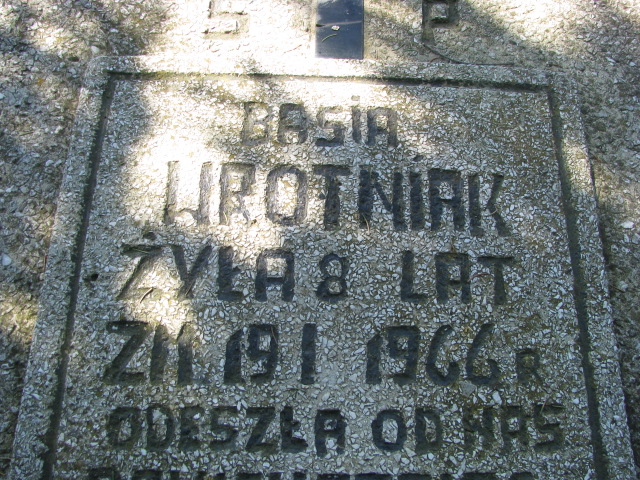 Ś P
BASIA
WROTNIAK
ŻYŁA 8 LAT
ZM. 19 I 1966 R
ODESZŁA OD NAS